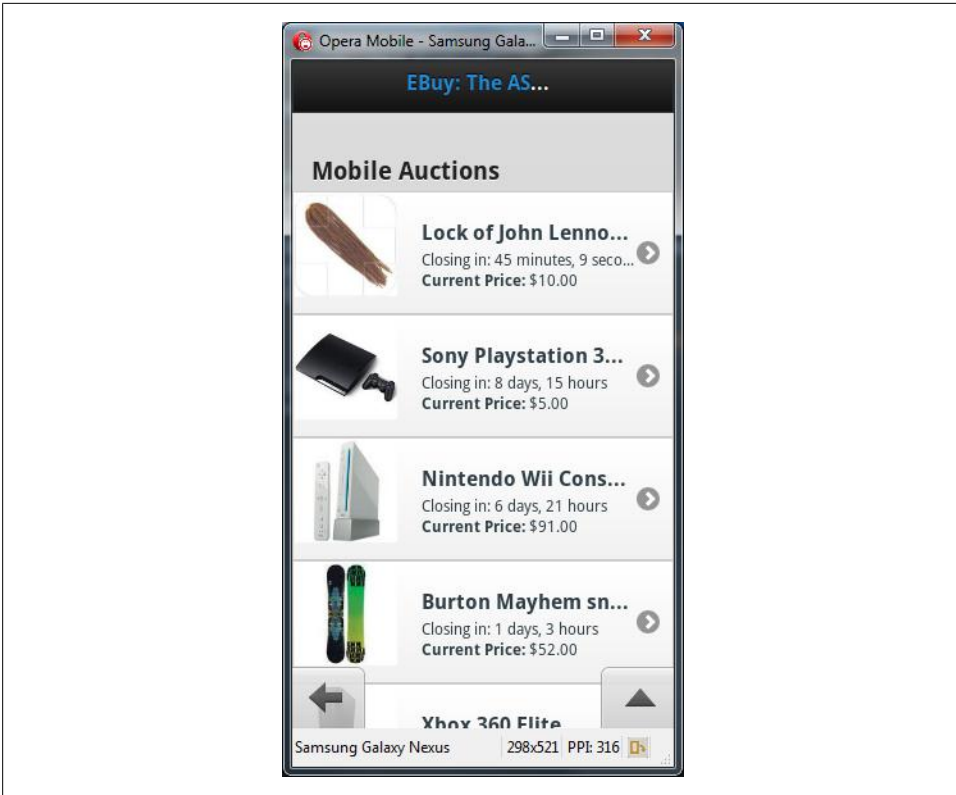 Opera Mobile - Samsung Gala...
EBuy: The AS...
Mobile Auctions
Lock of John Lenno...
Closing in: 45 minutes, 9 seco...
Current Price: $10.00
Sony Playstation 3...
Closing in: 8 days, 15 hours
Current Price: $5.00
Nintendo Wii Cons...
Closing in: 6 days, 21 hours
Current Price: $91.00
Burton Mayhem sn...
Closing in: 1 days, 3 hours
Current Price: $52.00
Xbox 360 Elite
Samsung Galaxy Nexus 298x521 PPI: 316